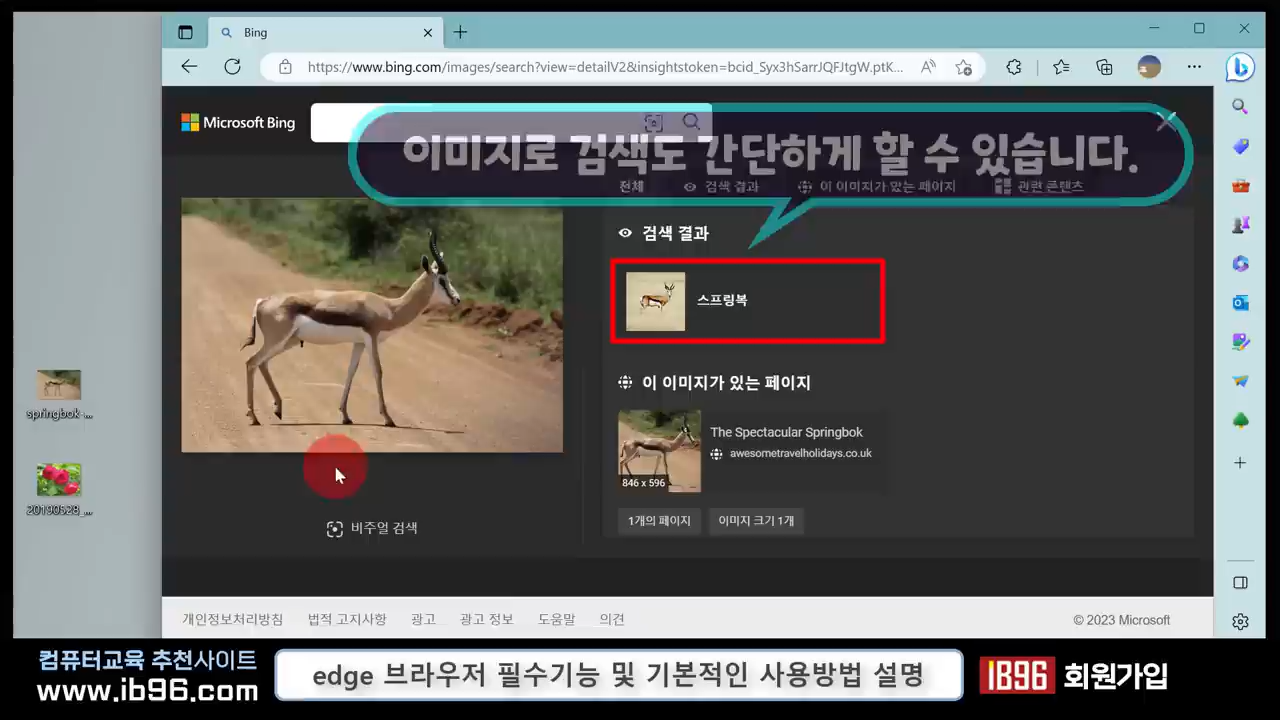 Bing
https://www.bing.com/images/search?view=detailV2&insightstoken=bcid_Syx3hSarrJQFJtgW.ptK...
Microsoft Bing
이미지로 검색도 간단하게 할 수 있습니다.
전체
검색 결과
이 이미지가 있는 페이지
관련 콘텐츠
검색 결과
스프링복
이 이미지가 있는 페이지
The Spectacular Springbok
awesometravelholidays.co.uk
846 x 596
1개의 페이지
이미지 크기 1개
비주얼 검색
springbok-...
20190528_...
개인정보처리방침
법적 고지사항
광고
광고 정보
도움말
의견
© 2023 Microsoft
컴퓨터교육 추천사이트
www.ib96.com
edge 브라우저 필수기능 및 기본적인 사용방법 설명
IB96 회원가입